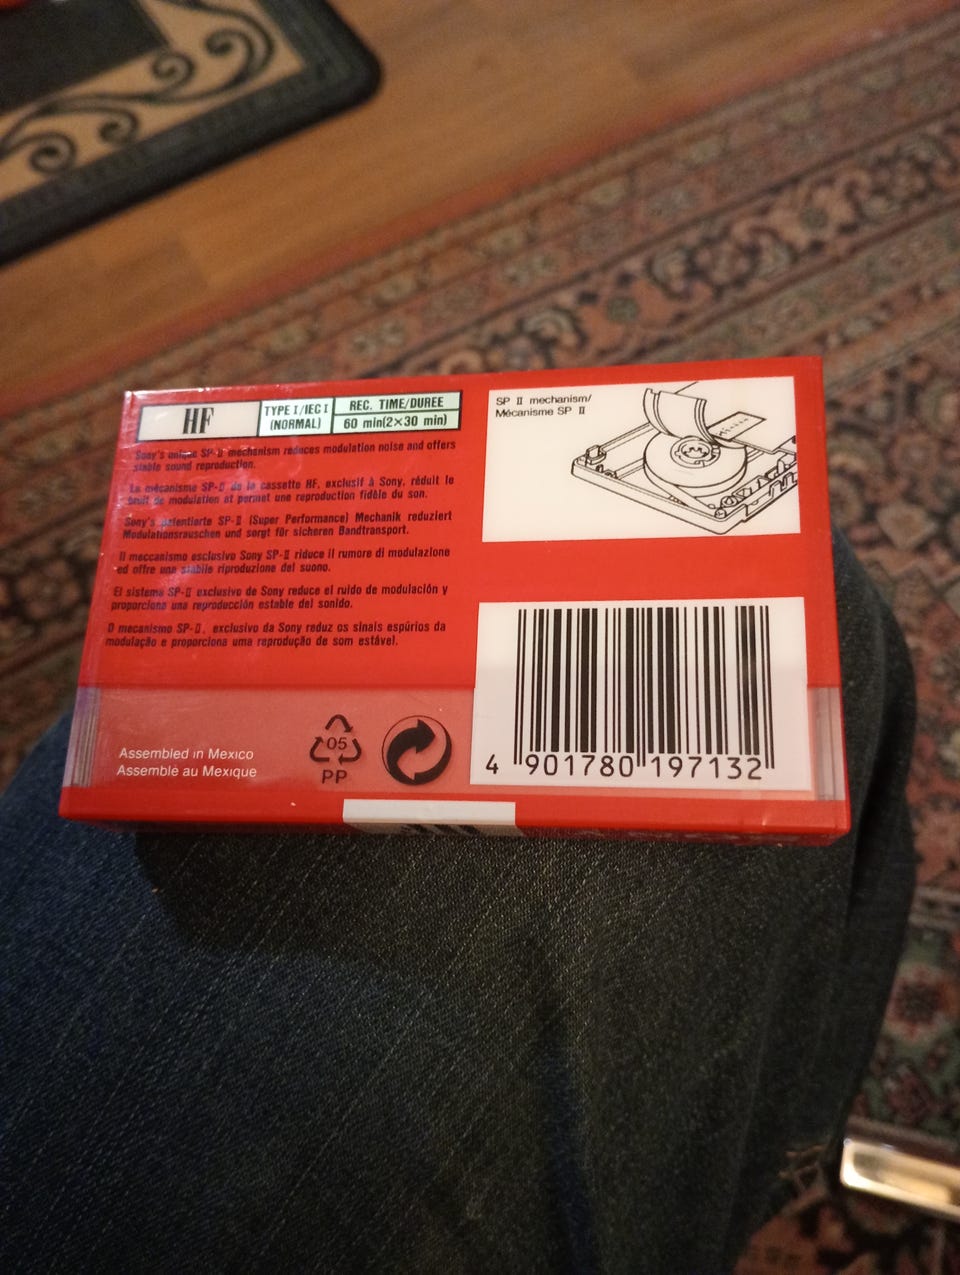 HF
TYPE I/IEC I
(NORMAL)
REC. TIME/DUREE
60 min(2×30 min)
Sony's unique SP-II mechanism reduces modulation noise and offers
stable sound reproduction.
La mécanisme SP-II de la cassette HF, exclusif à Sony, réduit le
bruit de modulation et permet une reproduction fidèle du son.
Sony's patentierte SP-II (Super Performance) Mechanik reduziert
Modulationsrauschen und sorgt für sicheren Bandtransport.
Il meccanismo esclusivo Sony SP-II riduce il rumore di modulazione
ed offre una stabile riproduzione del suono.
El sistema SP-II exclusivo de Sony reduce el ruido de modulación y
proporciona una reproducción estable del sonido.
O mecanismo SP-II, exclusivo da Sony reduz os sinais espúrios da
modulação e proporciona uma reprodução de som estável.
SP II mechanism/
Mécanisme SP II
Assembled in Mexico
Assemblé au Mexique
05
PP
4 901780 197132